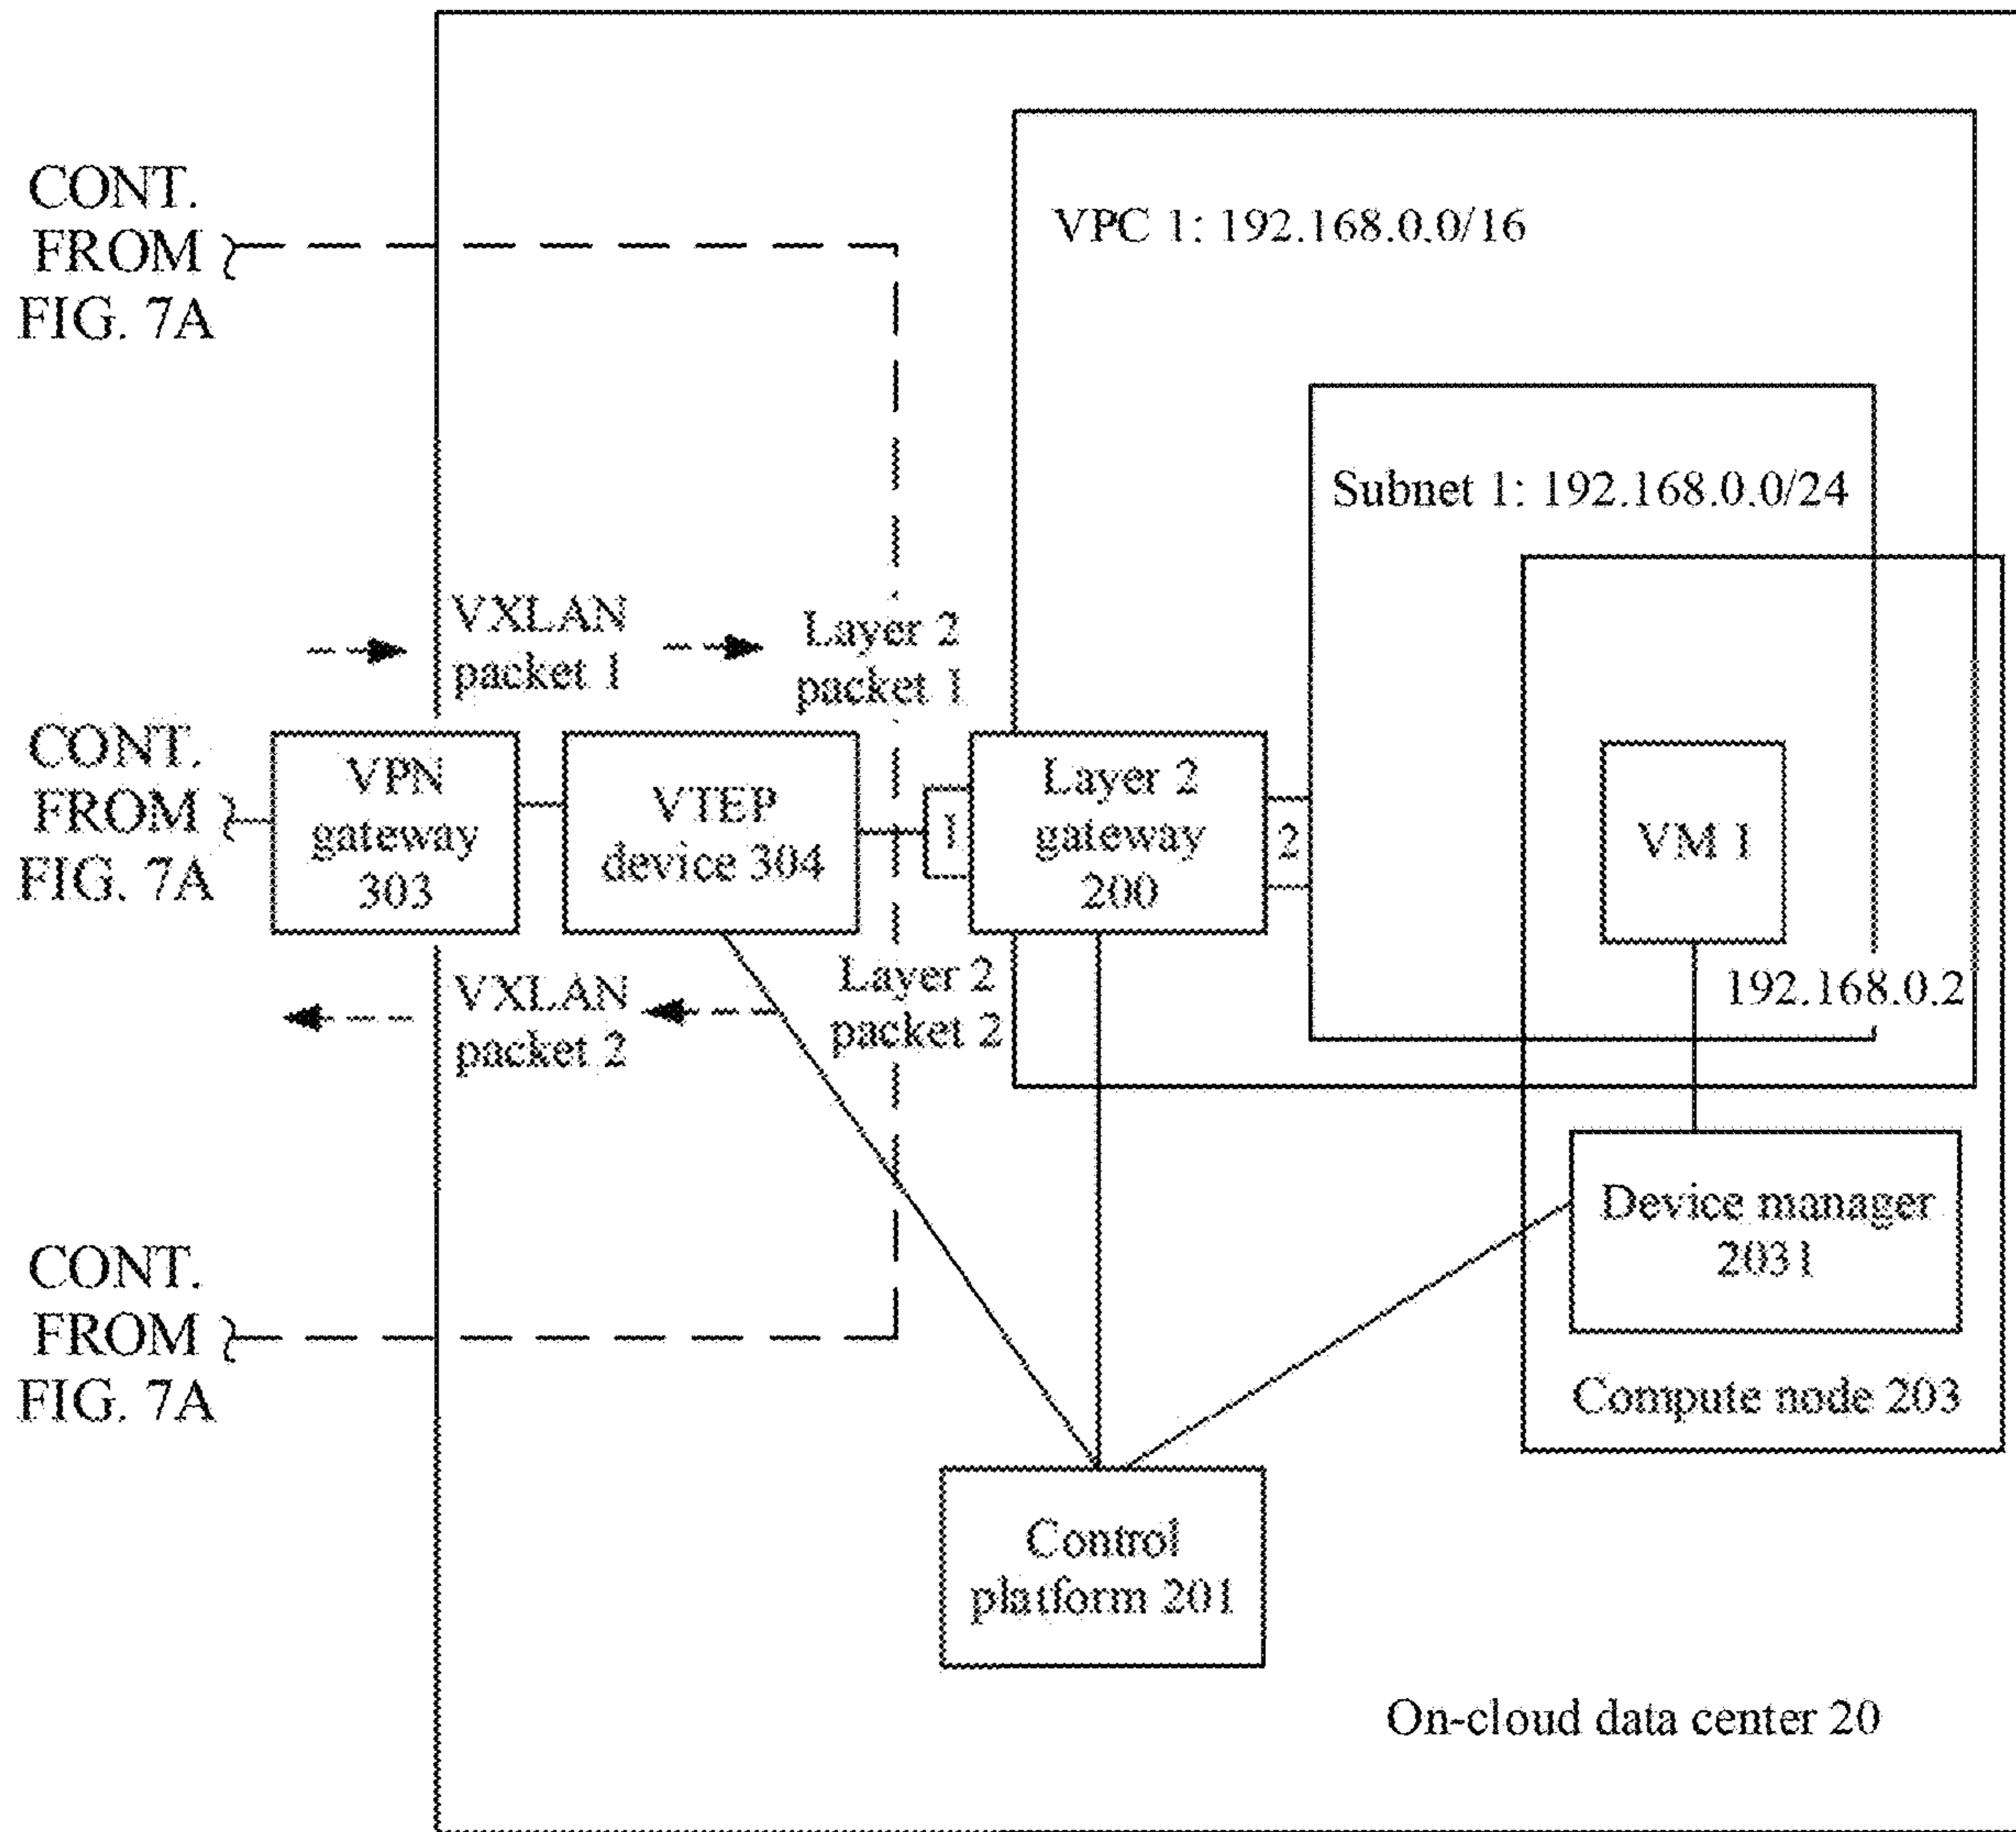 CONT.
FROM
FIG. 7A
VPC 1: 192.168.0.0/16
Subnet 1: 192.168.0.0/24
VXLAN
packet 1
Layer 2
packet 1
CONT.
FROM
FIG. 7A
VPN
gateway
303
VTEP
device 304
1
Layer 2
gateway
200
2
VM 1
192.168.0.2
VXLAN
packet 2
Layer 2
packet 2
CONT.
FROM
FIG. 7A
Device manager
2031
Compute node 203
Control
platform 201
On-cloud data center 20